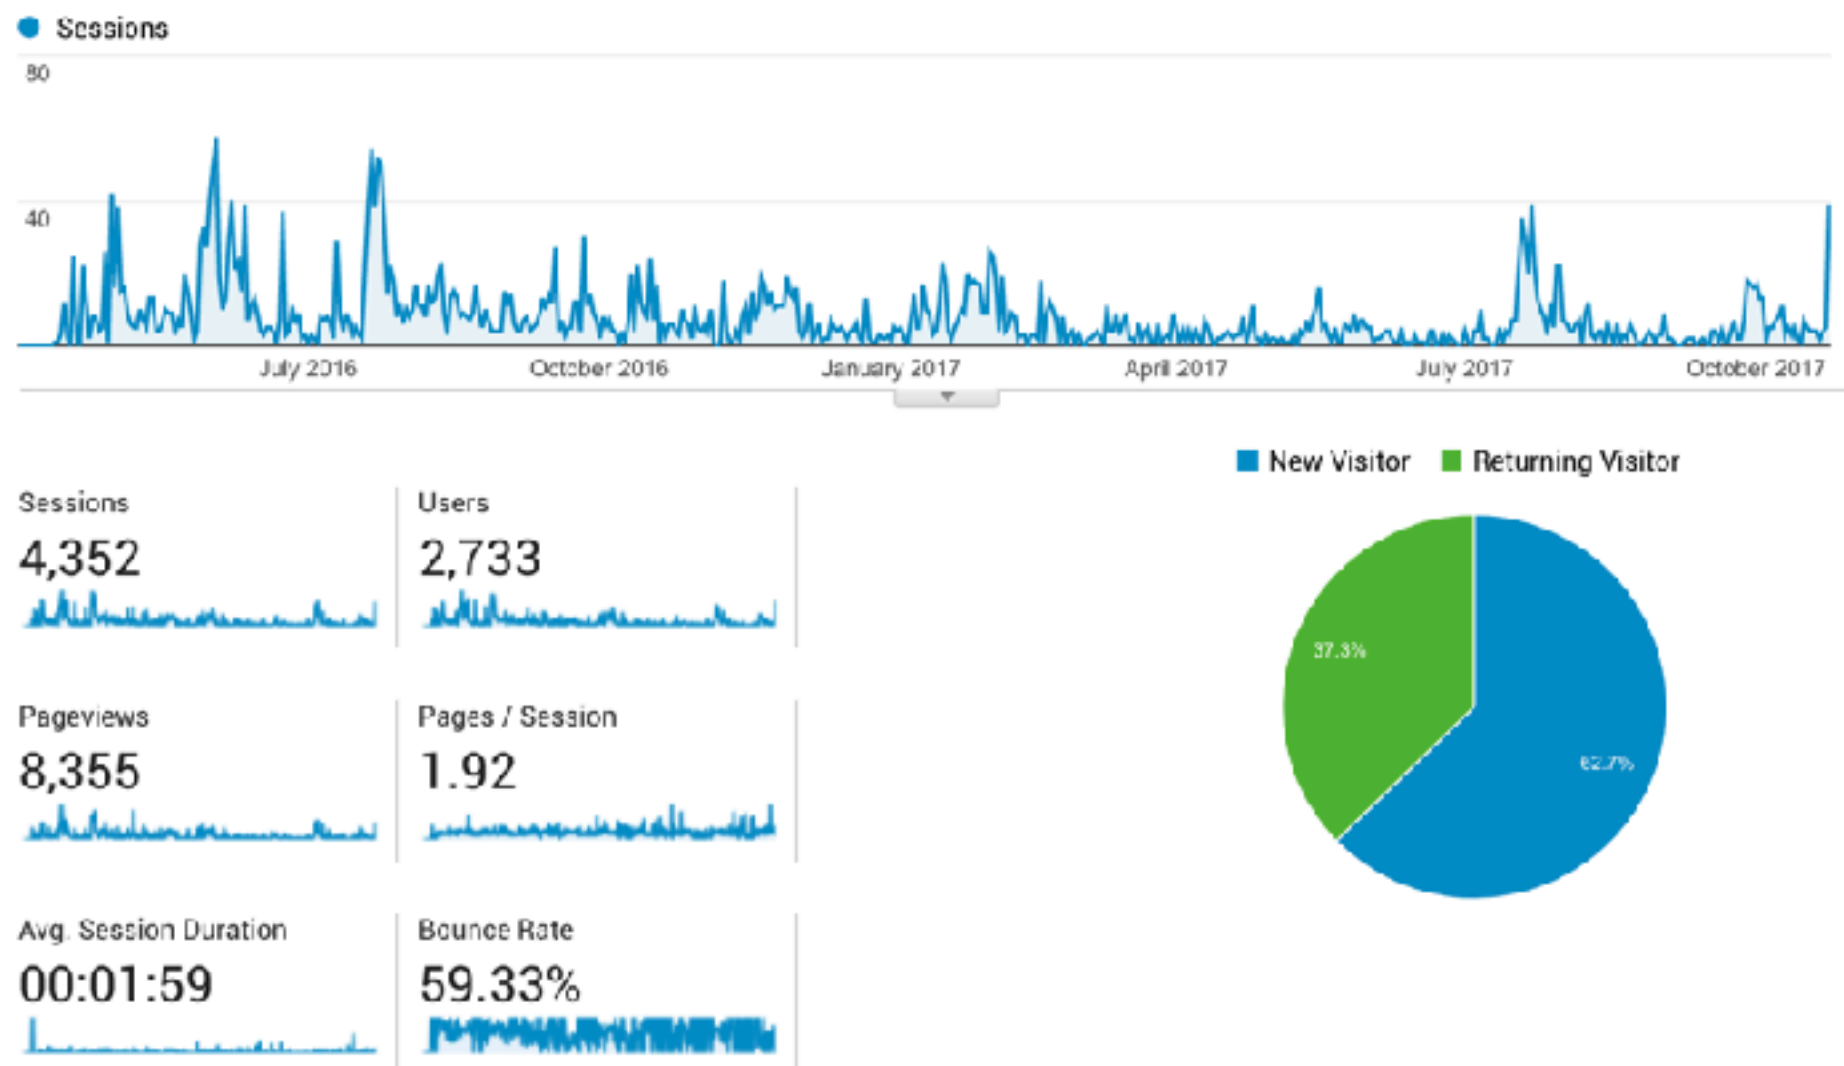 Sessions
80
40
July 2016 October 2016 January 2017 April 2017 July 2017 October 2017
New Visitor Returning Visitor
Sessions Users
4,352 2,733
Pageviews Pages / Session
8,355 1.92
37.3%
62.7%
Avg. Session Duration Bounce Rate
00:01:59 59.33%